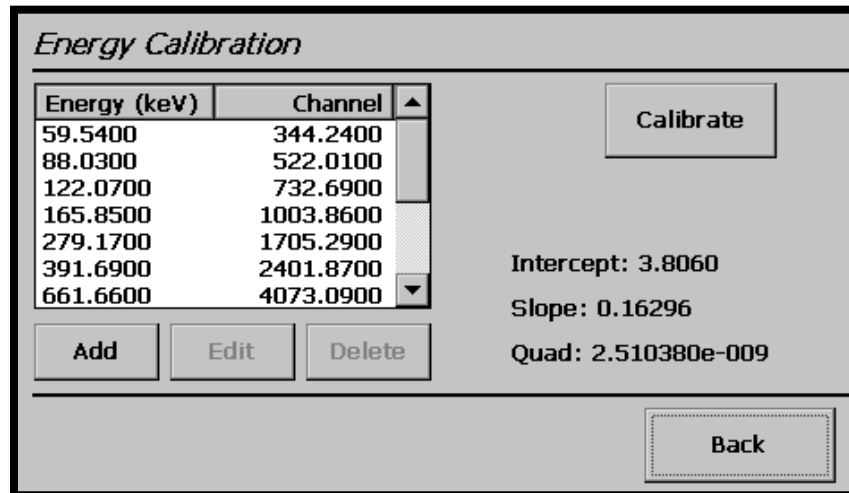 Energy Calibration
Energy (keV) Channel
59.5400 344.2400
88.0300 522.0100
122.0700 732.6900
165.8500 1003.8600
279.1700 1705.2900
391.6900 2401.8700
661.6600 4073.0900
Calibrate
Intercept: 3.8060
Slope: 0.16296
Quad: 2.510380e-009
Add Edit Delete
Back